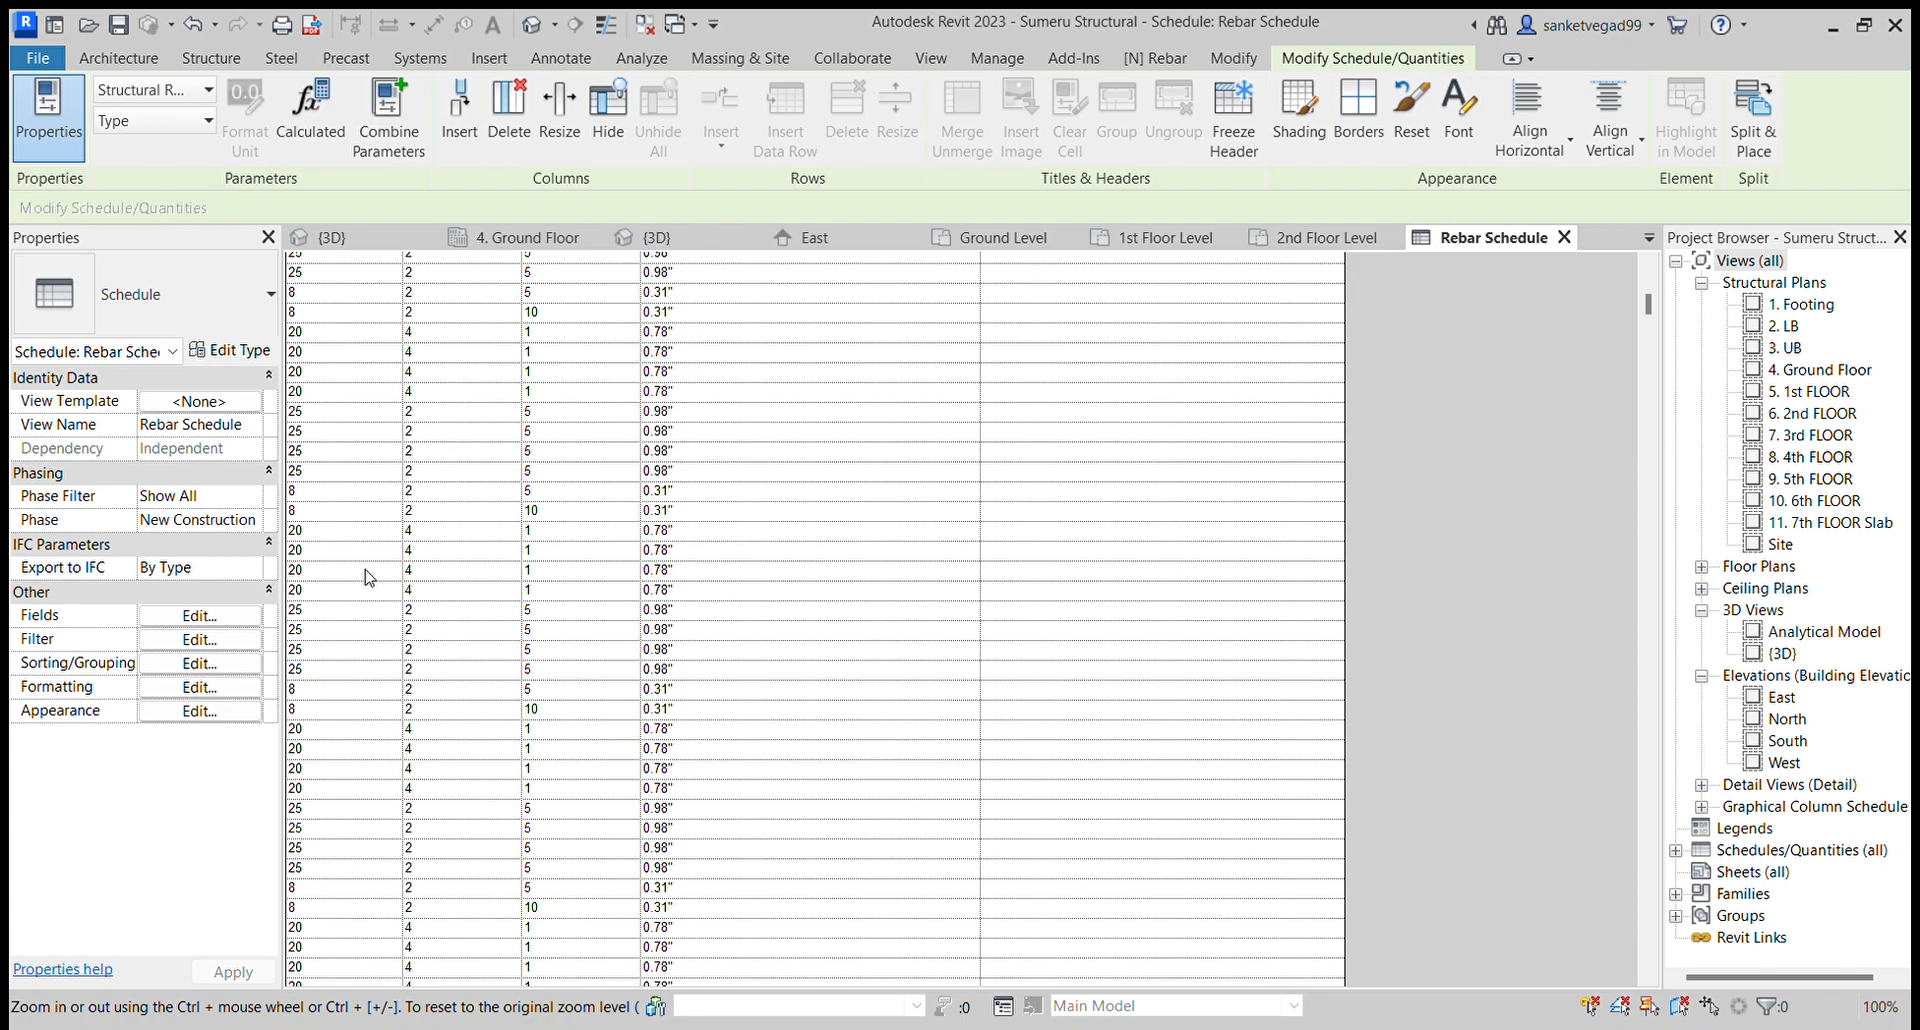 Autodesk Revit 2023 - Sumeru Structural - Schedule: Rebar Schedule
sanketvegad99
File Architecture Structure Steel Precast Systems Insert Annotate Analyze Massing & Site Collaborate View Manage Add-Ins [N] Rebar Modify Modify Schedule/Quantities
Properties
Structural R...
Type
0.0
Format Unit
Calculated
Combine Parameters
Insert
Delete
Resize
Hide
Unhide All
Insert
Insert Data Row
Delete
Resize
Merge Unmerge
Insert Image
Clear Cell
Group
Ungroup
Freeze Header
Shading
Borders
Reset
Font
Align Horizontal
Align Vertical
Highlight in Model
Split & Place
Properties Parameters Columns Rows Titles & Headers Appearance Element Split
Modify Schedule/Quantities
Properties
Schedule
Schedule: Rebar Sche
Edit Type
Identity Data
View Template <None>
View Name Rebar Schedule
Dependency Independent
Phasing
Phase Filter Show All
Phase New Construction
IFC Parameters
Export to IFC By Type
Other
Fields Edit...
Filter Edit...
Sorting/Grouping Edit...
Formatting Edit...
Appearance Edit...
Properties help
Apply
{3D} 4. Ground Floor {3D} East Ground Level 1st Floor Level 2nd Floor Level Rebar Schedule
25 2 5 0.98"
25 2 5 0.98"
8 2 5 0.31"
8 2 10 0.31"
20 4 1 0.78"
20 4 1 0.78"
20 4 1 0.78"
20 4 1 0.78"
25 2 5 0.98"
25 2 5 0.98"
25 2 5 0.98"
25 2 5 0.98"
8 2 5 0.31"
8 2 10 0.31"
20 4 1 0.78"
20 4 1 0.78"
20 4 1 0.78"
20 4 1 0.78"
25 2 5 0.98"
25 2 5 0.98"
25 2 5 0.98"
25 2 5 0.98"
8 2 5 0.31"
8 2 10 0.31"
20 4 1 0.78"
20 4 1 0.78"
20 4 1 0.78"
20 4 1 0.78"
25 2 5 0.98"
25 2 5 0.98"
25 2 5 0.98"
25 2 5 0.98"
8 2 5 0.31"
8 2 10 0.31"
20 4 1 0.78"
20 4 1 0.78"
20 4 1 0.78"
20 4 1 0.78"
Project Browser - Sumeru Struct...
Views (all)
Structural Plans
1. Footing
2. LB
3. UB
4. Ground Floor
5. 1st FLOOR
6. 2nd FLOOR
7. 3rd FLOOR
8. 4th FLOOR
9. 5th FLOOR
10. 6th FLOOR
11. 7th FLOOR Slab
Site
Floor Plans
Ceiling Plans
3D Views
Analytical Model
{3D}
Elevations (Building Elevatic
East
North
South
West
Detail Views (Detail)
Graphical Column Schedule
Legends
Schedules/Quantities (all)
Sheets (all)
Families
Groups
Revit Links
Zoom in or out using the Ctrl + mouse wheel or Ctrl + [+/-]. To reset to the original zoom level (
:0
Main Model
:0
100%